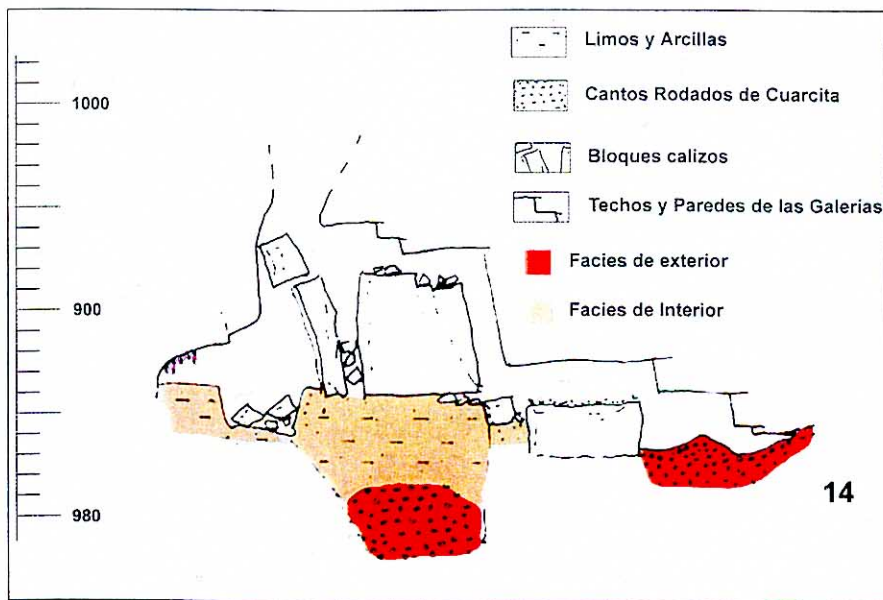 Limos y Arcillas
Cantos Rodados de Cuarcita
Bloques calizos
Techos y Paredes de las Galerias
Facies de exterior
Facies de Interior
1000
900
980
14